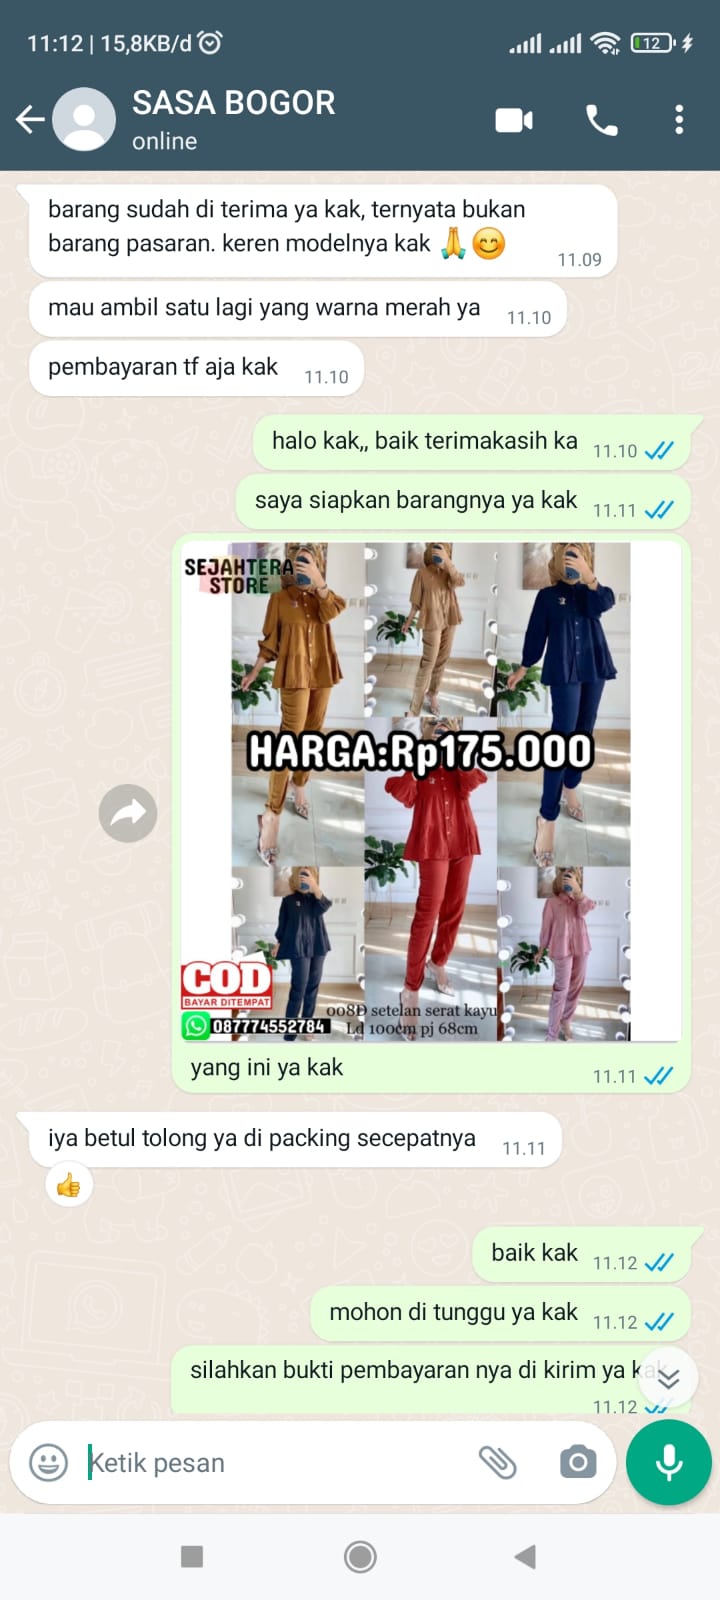 11:12 | 15,8KB/d
12
SASA BOGOR
online
barang sudah di terima ya kak, ternyata bukan
barang pasaran. keren modelnya kak 🙏😊
11.09
mau ambil satu lagi yang warna merah ya
11.10
pembayaran tf aja kak
11.10
halo kak,, baik terimakasih ka
11.10
saya siapkan barangnya ya kak
11.11
SEJAHTERA
STORE
HARGA:Rp175.000
COD
BAYAR DITEMPAT
087774552784
008D setelan serat kayu
Ld 100cm pj 68cm
yang ini ya kak
11.11
iya betul tolong ya di packing secepatnya
11.11
👍
baik kak
11.12
mohon di tunggu ya kak
11.12
silahkan bukti pembayaran nya di kirim ya kak
11.12
Ketik pesan